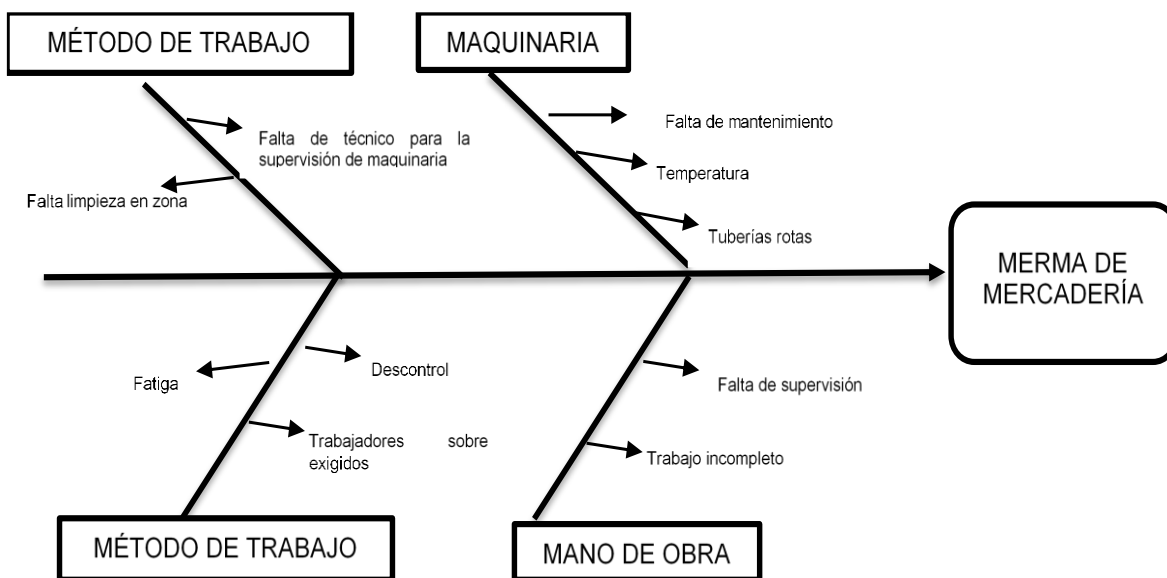 MÉTODO DE TRABAJO
MAQUINARIA
Falta de técnico para la
supervisión de maquinaria
Falta limpieza en zona
Falta de mantenimiento
Temperatura
Tuberías rotas
MERMA DE
MERCADERÍA
Fatiga
Descontrol
Trabajadores sobre
exigidos
Falta de supervisión
Trabajo incompleto
MÉTODO DE TRABAJO
MANO DE OBRA